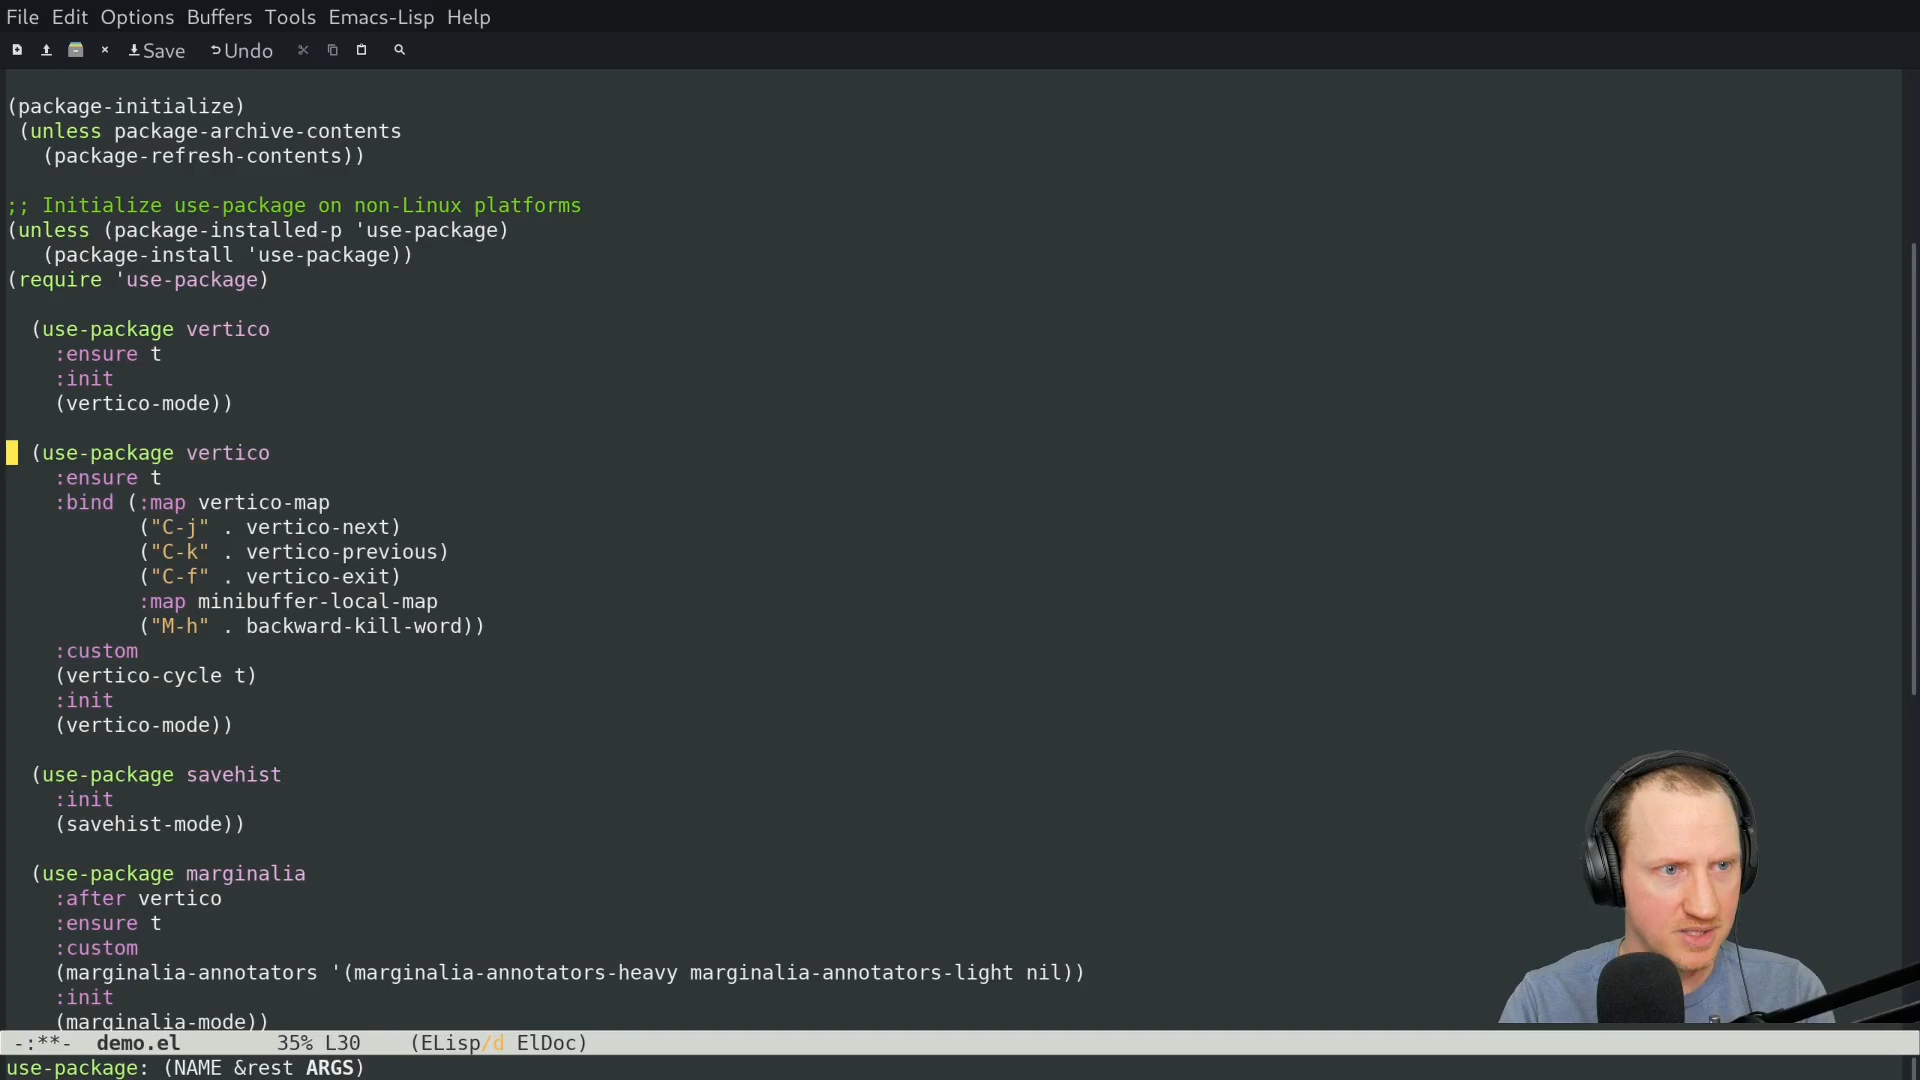 File Edit Options Buffers Tools Emacs-Lisp Help
Save Undo
(package-initialize)
(unless package-archive-contents
(package-refresh-contents))
;; Initialize use-package on non-Linux platforms
(unless (package-installed-p 'use-package)
(package-install 'use-package))
(require 'use-package)
(use-package vertico
:ensure t
:init
(vertico-mode))
(use-package vertico
:ensure t
:bind (:map vertico-map
("C-j" . vertico-next)
("C-k" . vertico-previous)
("C-f" . vertico-exit)
:map minibuffer-local-map
("M-h" . backward-kill-word))
:custom
(vertico-cycle t)
:init
(vertico-mode))
(use-package savehist
:init
(savehist-mode))
(use-package marginalia
:after vertico
:ensure t
:custom
(marginalia-annotators '(marginalia-annotators-heavy marginalia-annotators-light nil))
:init
(marginalia-mode))
-:**- demo.el 35% L30 (ELisp/d ElDoc)
use-package: (NAME &rest ARGS)